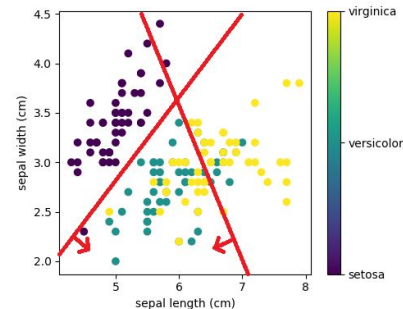 4.5
4.0
3.5
3.0
2.5
2.0
sepal width (cm)
5
6
7
8
sepal length (cm)
virginica
versicolor
setosa